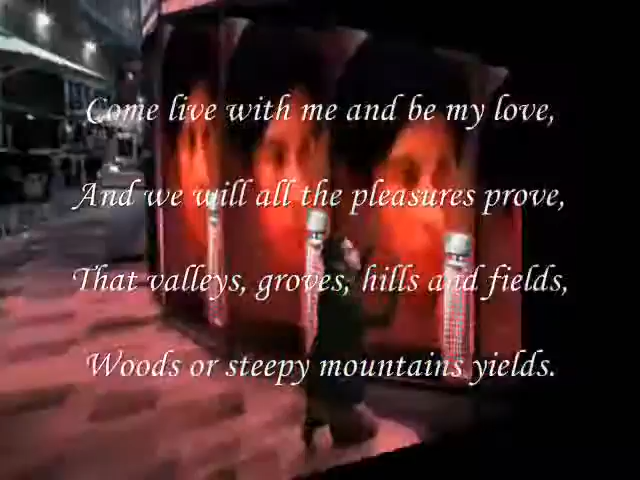 Come live with me and be my love,
And we will all the pleasures prove,
That valleys, groves, hills and fields,
Woods or steepy mountains yields.